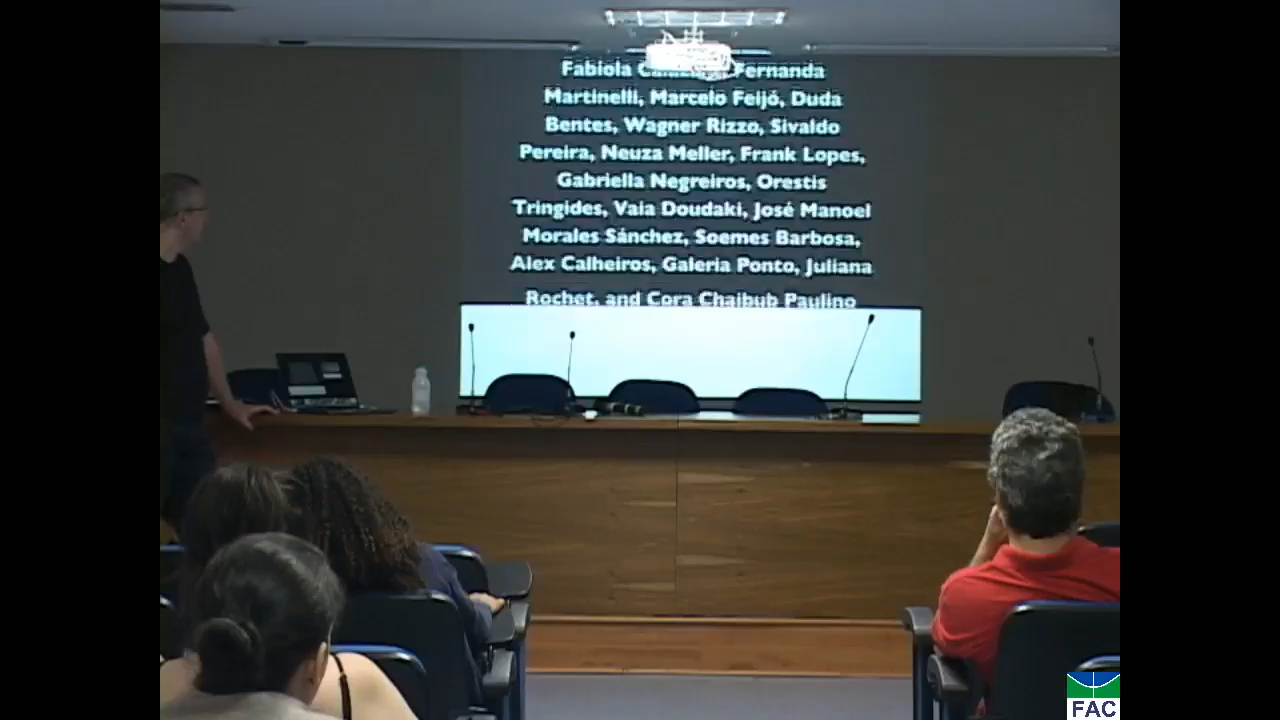 Fabiola Fernanda
Martinelli, Marcelo Feijó, Duda
Bentes, Wagner Rizzo, Sivaldo
Pereira, Neuza Meller, Frank Lopes,
Gabriella Negreiros, Orestis
Tringides, Vaia Doudaki, José Manoel
Morales Sánchez, Soemes Barbosa,
Alex Calheiros, Galeria Ponto, Juliana
Rochet, and Cora Chaibub Paulino
FAC